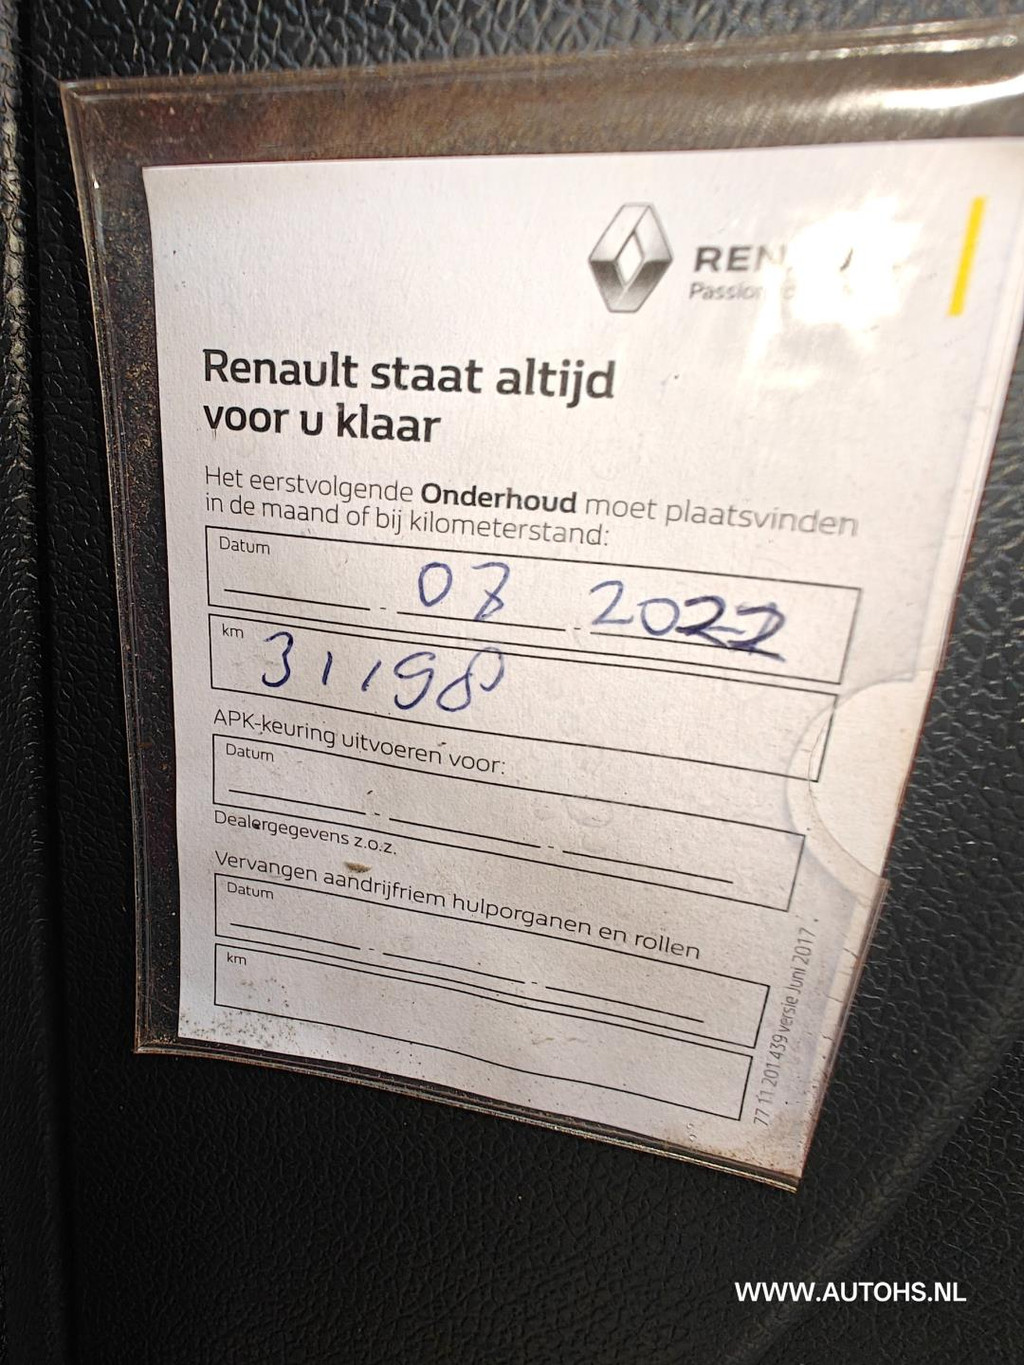 REN
Passion
Renault staat altijd
voor u klaar
Het eerstvolgende Onderhoud moet plaatsvinden
in de maand of bij kilometerstand:
Datum
07 2022
km
31198
APK-keuring uitvoeren voor:
Datum
Dealergegevens z.o.z.
Vervangen aandrijfriem hulporganen en rollen
Datum
km
77 11 201 439 versie Juni 2017
WWW.AUTOHS.NL